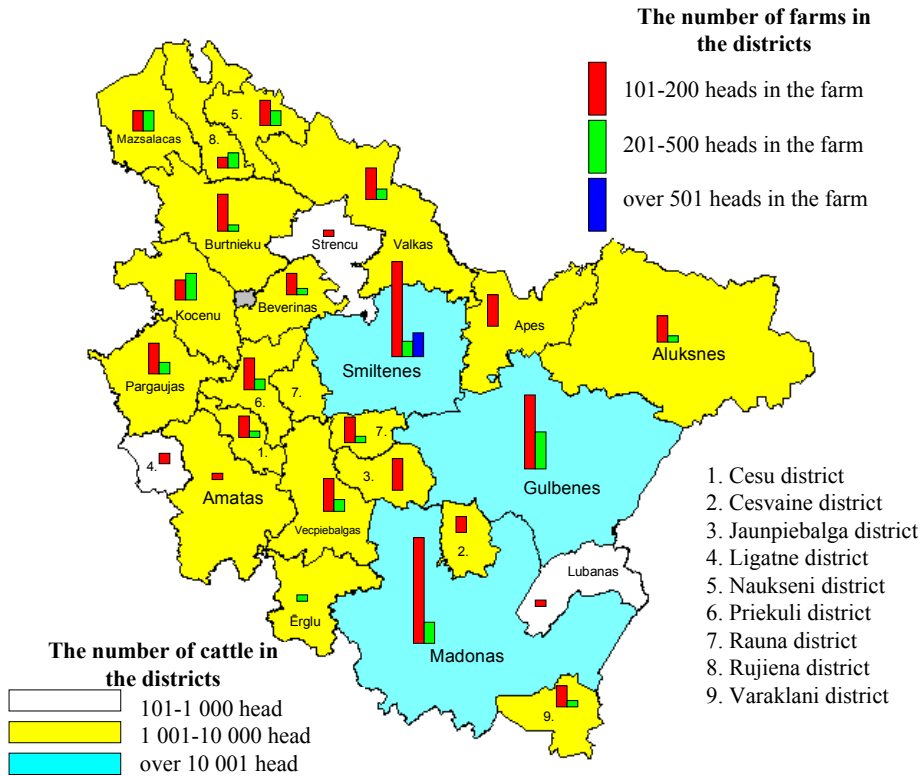 The number of farms in
the districts
101-200 heads in the farm
201-500 heads in the farm
over 501 heads in the farm
Mazsalacas
5.
8.
Burtnieku
Strencu
Valkas
Kocenu
Beverinas
Apes
Aluksnes
Smiltenes
Pargaujas
6.
7.
1.
7.
4.
3.
Amatas
Gulbenes
Vecpiebalgas
2.
Lubanas
Ērglu
Madonas
9.
1. Cesu district
2. Cesvaine district
3. Jaunpiebalga district
4. Ligatne district
5. Naukseni district
6. Priekuli district
7. Rauna district
8. Rujiena district
9. Varaklani district
The number of cattle in
the districts
101-1 000 head
1 001-10 000 head
over 10 001 head